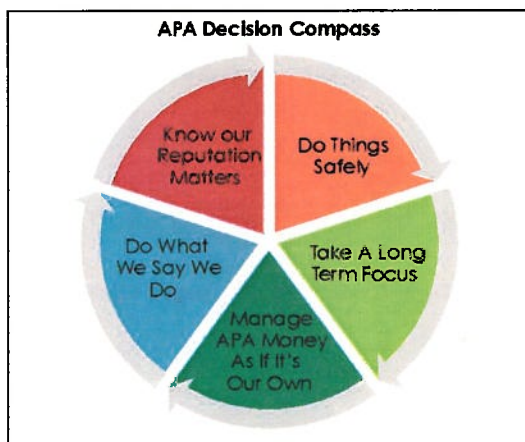 APA Decision Compass
Know our
Reputation
Matters
Do Things
Safely
Take A Long
Term Focus
Manage
APA Money
As If It's
Our Own
Do What
We Say We
Do